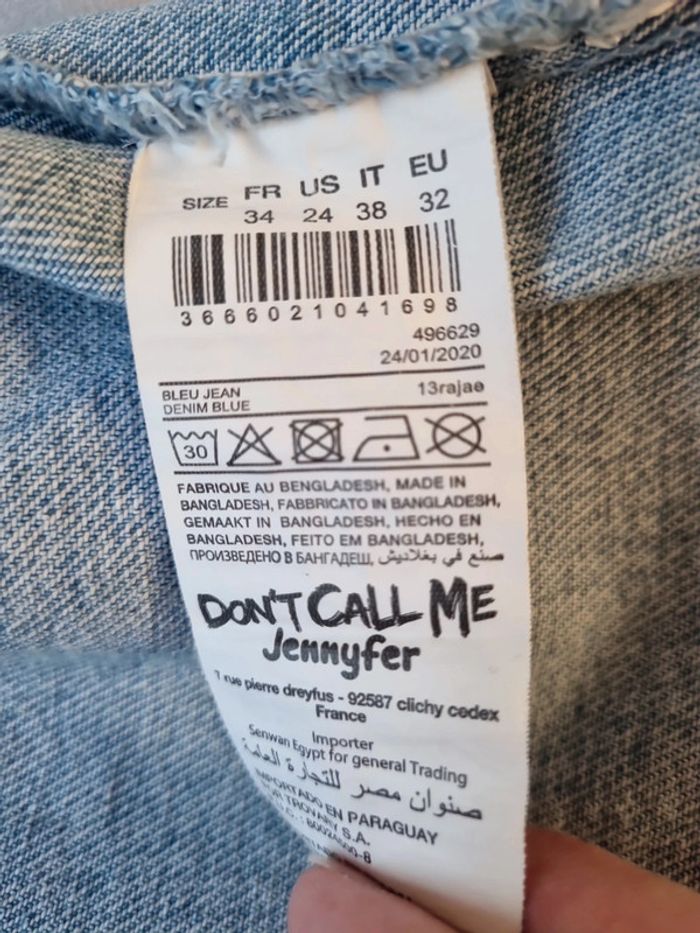 SIZE FR US IT EU
34 24 38 32
3666021041698
496629
24/01/2020
BLEU JEAN 13rajae
DENIM BLUE
30
FABRIQUE AU BENGLADESH, MADE IN
BANGLADESH, FABBRICATO IN BANGLADESH,
GEMAAKT IN BANGLADESH, HECHO EN
BANGLADESH, FEITO EM BANGLADESH,
ПРОИЗВЕДЕНО В БАНГАДЕШ, صنع في بغلاديش
DON'T CALL ME
Jennyfer
7 rue pierre dreyfus - 92587 clichy cedex
France
Importer
Senwan Egypt for general Trading
صنوان مصر للتجارة العامة
IMPORTADO EN PARAGUAY
POR TROVARY S.A.